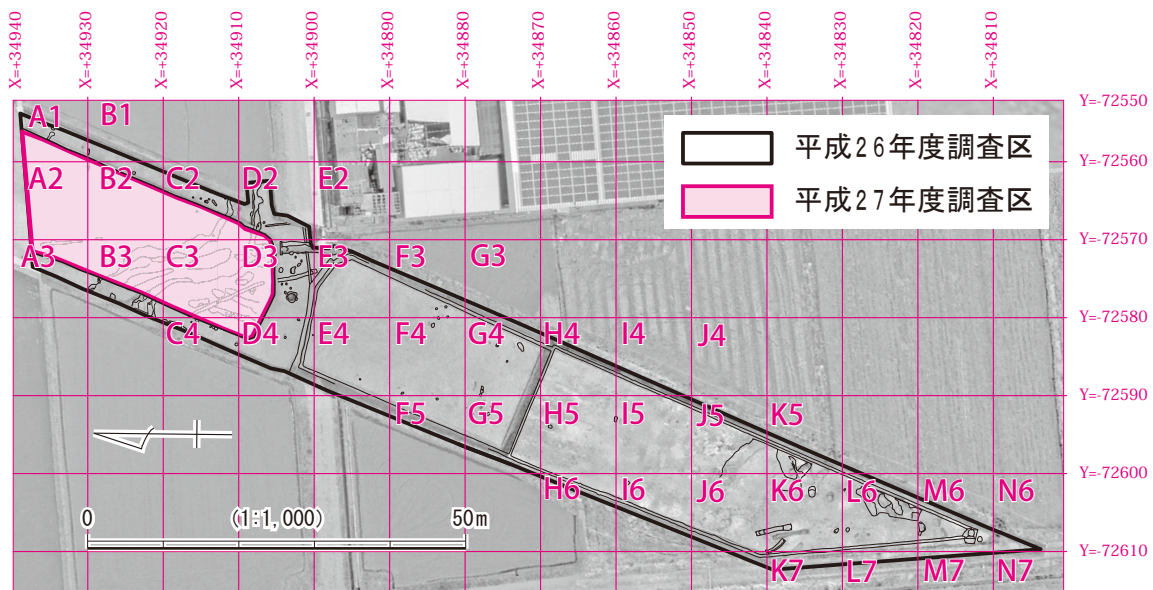 X=+34940 X=+34930 X=+34920 X=+34910 X=+34900 X=+34890 X=+34880 X=+34870 X=+34860 X=+34850 X=+34840 X=+34830 X=+34820 X=+34810
Y=-72550
A1 B1
平成26年度調査区
Y=-72560
A2 B2 C2 D2 E2
平成27年度調査区
Y=-72570
A3 B3 C3 D3 E3 F3 G3
Y=-72580
C4 D4 E4 F4 G4 H4 I4 J4
Y=-72590
F5 G5 H5 I5 J5 K5
Y=-72600
H6 I6 J6 K6 L6 M6 N6
0 (1:1,000) 50m
Y=-72610
K7 L7 M7 N7